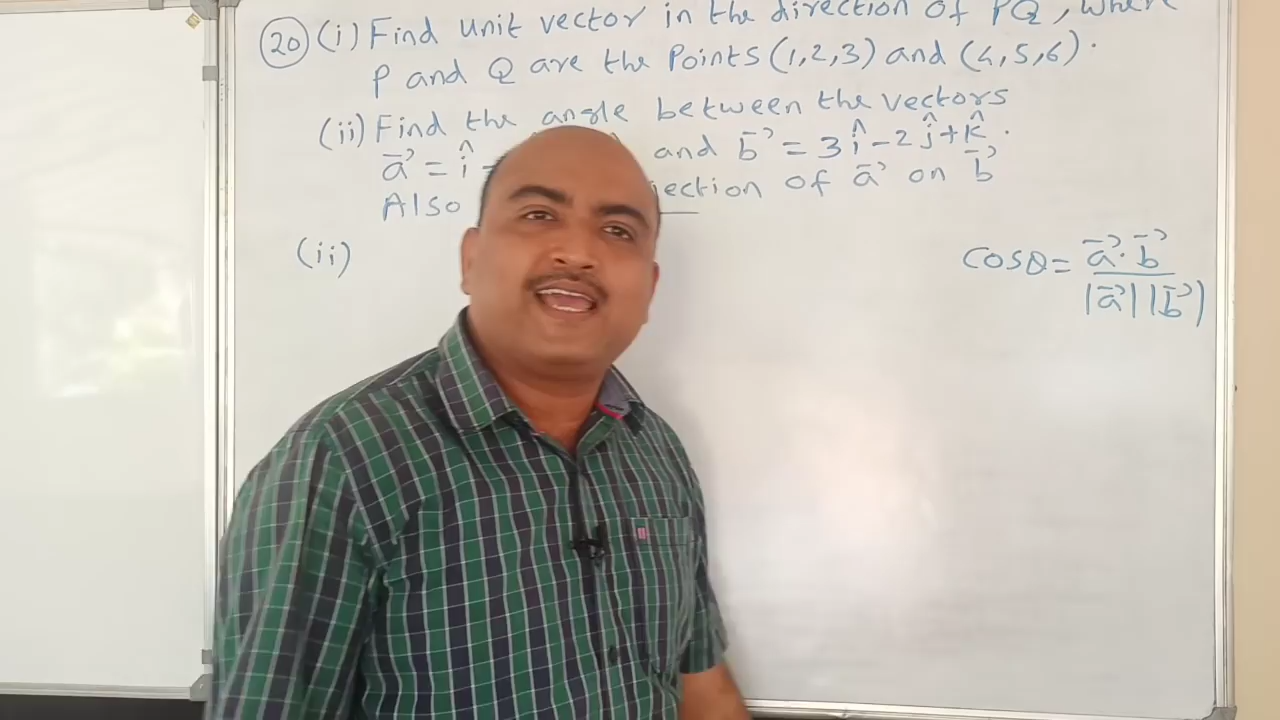 20 (i) Find unit vector in the direction of PQ, where
P and Q are the Points (1,2,3) and (4,5,6).
(ii) Find the angle between the vectors
a⃗ = î - and b⃗ = 3î - 2ĵ + k̂.
Also ection of a⃗ on b⃗
(ii)
cosθ = a⃗·b⃗ / |a⃗||b⃗|